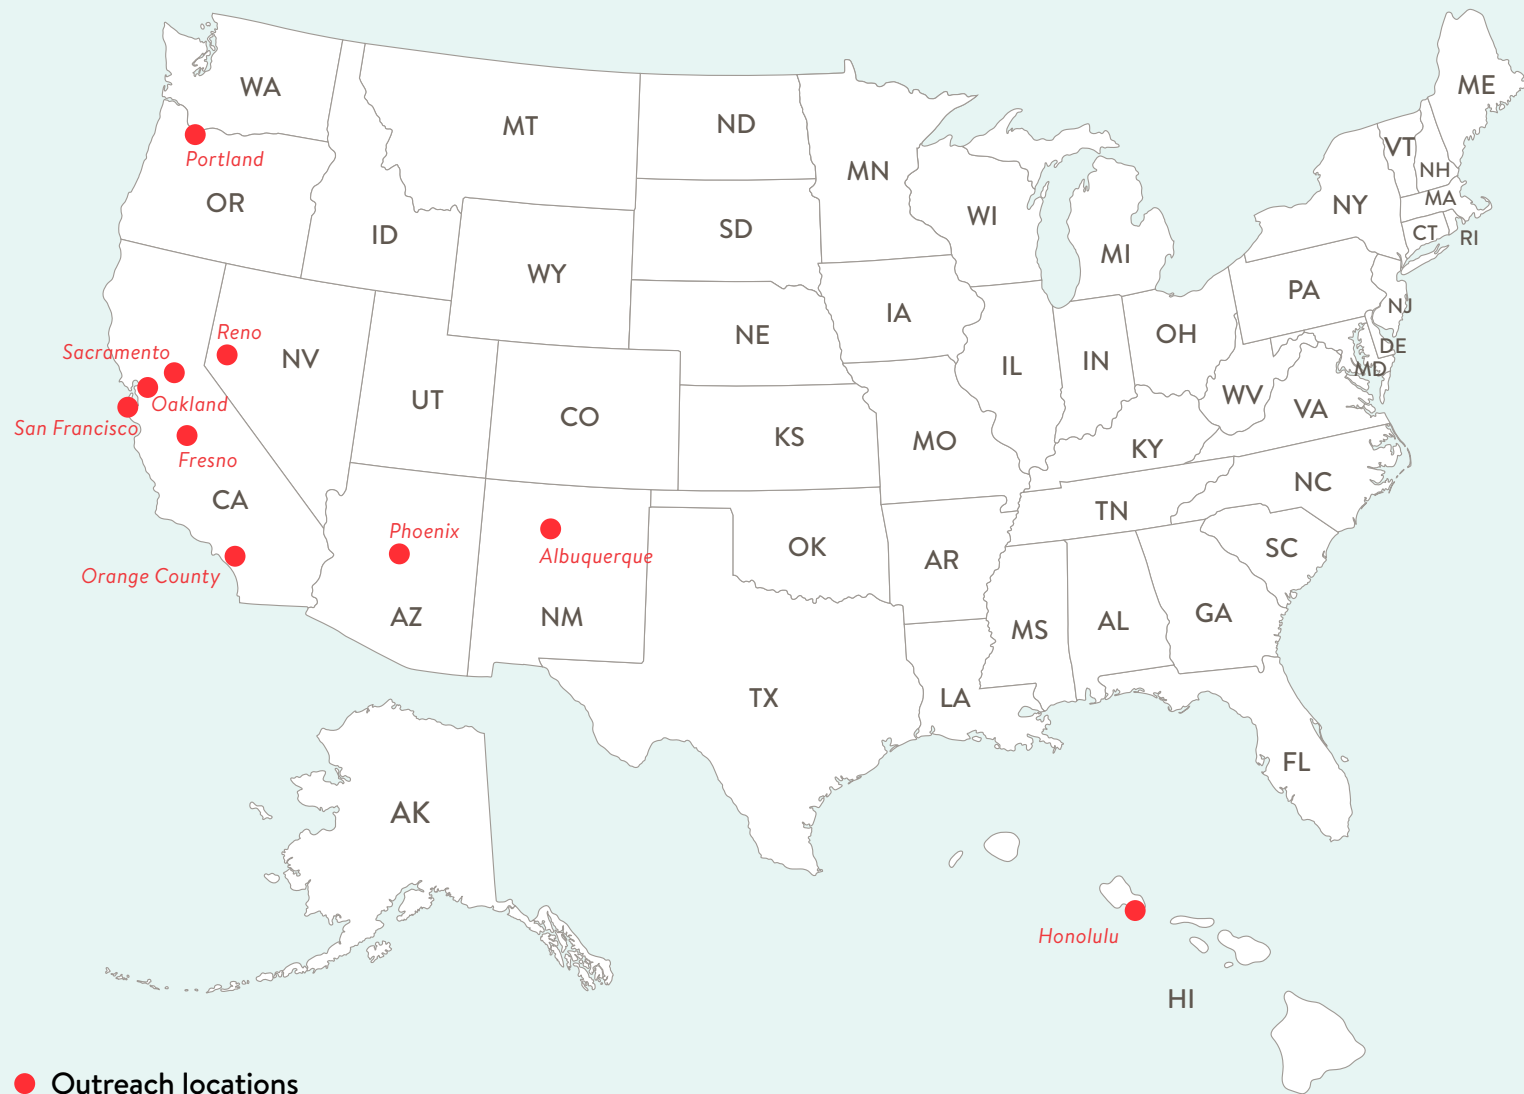 WA
MT
ND
MN
ME
VT
NH
Portland
OR
ID
SD
WI
MI
NY
MA
CT
RI
WY
IA
PA
NJ
Reno
Sacramento
NV
NE
IL
IN
OH
DE
MD
Oakland
San Francisco
UT
CO
KS
MO
WV
VA
Fresno
KY
CA
NC
TN
Phoenix
Albuquerque
OK
AR
SC
Orange County
AZ
NM
MS
AL
GA
TX
LA
FL
AK
Honolulu
HI
Outreach locations